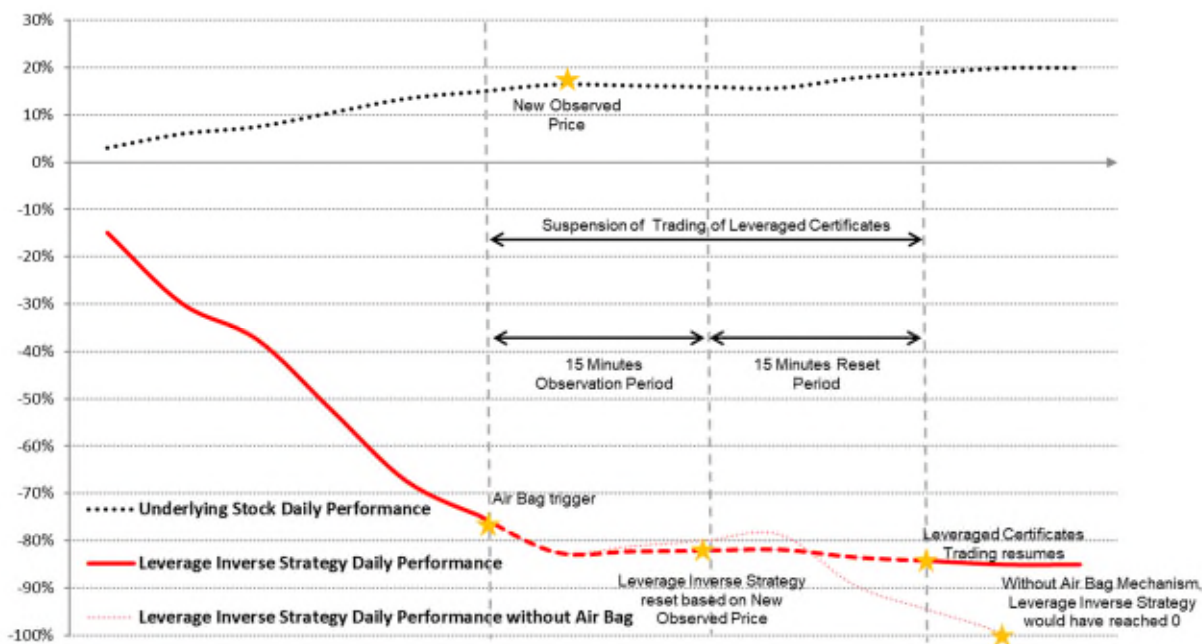 30%
20%
10%
0%
-10%
-20%
-30%
-40%
-50%
-60%
-70%
-80%
-90%
-100%
New Observed
Price
Suspension of Trading of Leveraged Certificates
15 Minutes
Observation Period
15 Minutes Reset
Period
Air Bag trigger
Underlying Stock Daily Performance
Leverage Inverse Strategy Daily Performance
Leverage Inverse Strategy Daily Performance without Air Bag
Leverage Inverse Strategy
reset based on New
Observed Price
Leveraged Certificates
Trading resumes
Without Air Bag Mechanism,
Leverage Inverse Strategy
would have reached 0